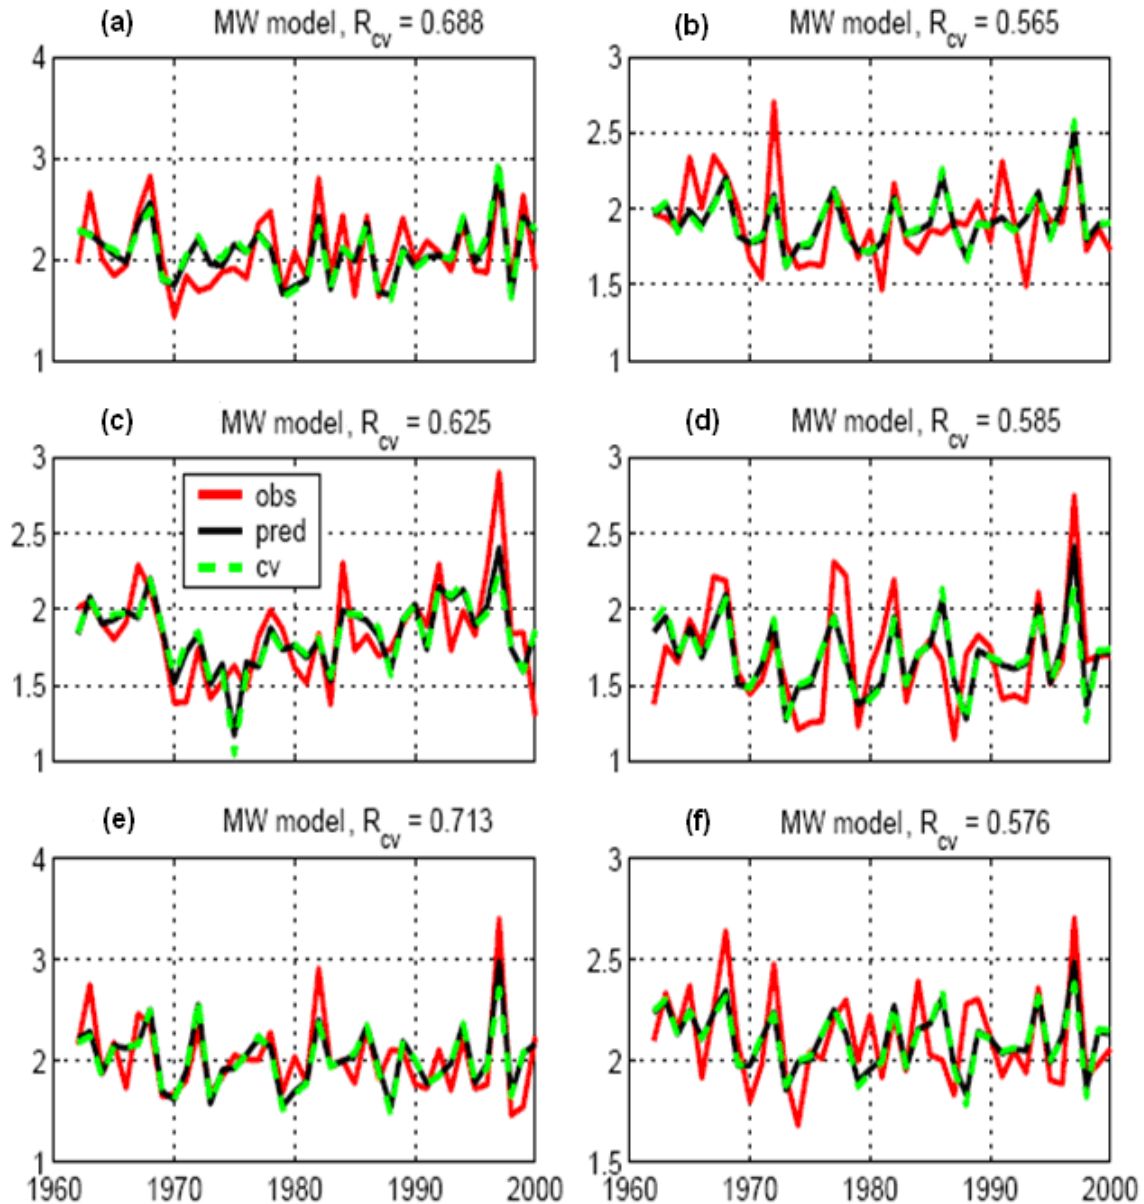 (a) MW model, Rcv = 0.688
(b) MW model, Rcv = 0.565
4
3
2
1
3
2.5
2
1.5
1
(c) MW model, Rcv = 0.625
(d) MW model, Rcv = 0.585
3
2.5
2
1.5
1
obs
pred
cv
3
2.5
2
1.5
1
(e) MW model, Rcv = 0.713
(f) MW model, Rcv = 0.576
4
3
2
1
1960 1970 1980 1990 2000
3
2.5
2
1.5
1960 1970 1980 1990 2000